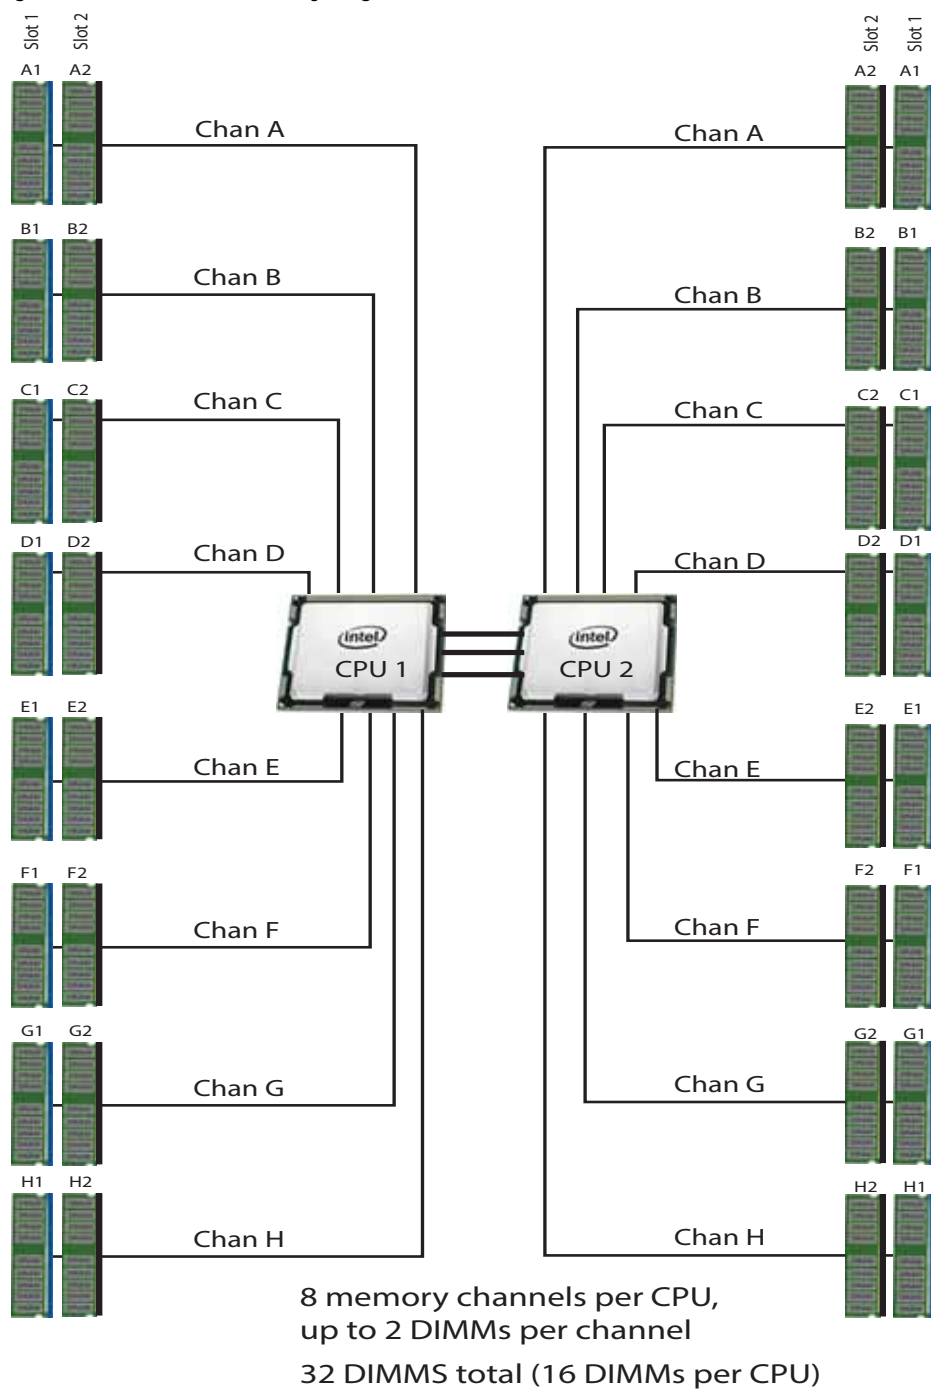 Slot 1 Slot 2 Slot 2 Slot 1
A1 A2 A2 A1
Chan A Chan A
B1 B2 B2 B1
Chan B Chan B
C1 C2 C2 C1
Chan C Chan C
D1 D2 D2 D1
Chan D Chan D
intel intel
CPU 1 CPU 2
E1 E2 E2 E1
Chan E Chan E
F1 F2 F2 F1
Chan F Chan F
G1 G2 G2 G1
Chan G Chan G
H1 H2 H2 H1
Chan H Chan H
8 memory channels per CPU,
up to 2 DIMMs per channel
32 DIMMS total (16 DIMMs per CPU)